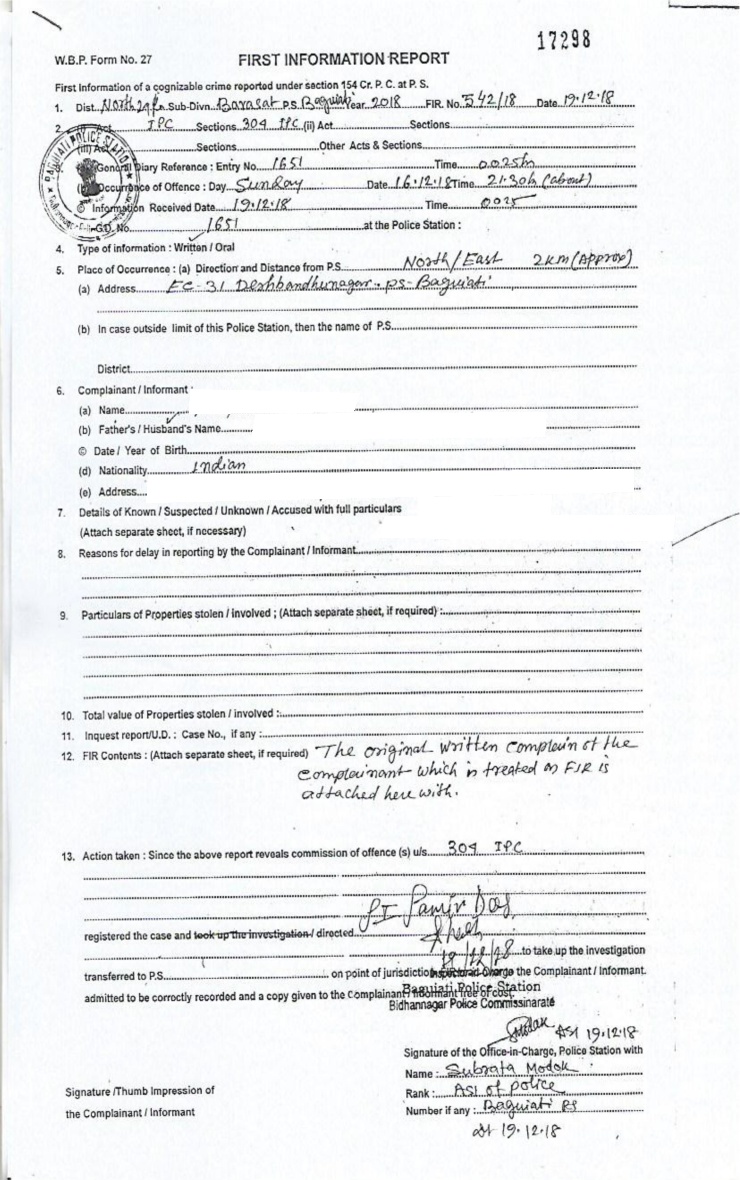 17298
W.B.P. Form No. 27 FIRST INFORMATION REPORT
First Information of a cognizable crime reported under section 154 Cr. P. C. at P. S.
1. Dist. North 24 Pn. Sub-Divn. Barasat P.S. Baguiati Year 2018 FIR. No. 542/18 Date 19.12.18
2. Act IPC Sections 304 IPC (ii) Act Sections
(iii) Act Sections Other Acts & Sections
General Diary Reference : Entry No. 1651 Time 0025h
(b) Occurrence of Offence : Day Sunday Date 16.12.18 Time 21.30h (about)
© Information Received Date 19.12.18 Time 0025
G.D. No. 1651 at the Police Station :
BAGUIATI POLICE STATION
4. Type of information : Written / Oral
5. Place of Occurrence : (a) Direction and Distance from P.S. North/East 2KM (Approx)
(a) Address EC-31 Deshbandhunagar. PS- Baguiati
(b) In case outside limit of this Police Station, then the name of P.S.
District
6. Complainant / Informant
(a) Name
(b) Father's / Husband's Name
© Date / Year of Birth
(d) Nationality Indian
(e) Address
7. Details of Known / Suspected / Unknown / Accused with full particulars
(Attach separate sheet, if necessary)
8. Reasons for delay in reporting by the Complainant / Informant
9. Particulars of Properties stolen / involved ; (Attach separate sheet, if required) :
10. Total value of Properties stolen / involved :
11. Inquest report/U.D. : Case No., if any :
12. FIR Contents : (Attach separate sheet, if required) The original written complain of the
complainant which is treated as FIR is
attached here with.
13. Action taken : Since the above report reveals commission of offence (s) u/s 304 IPC
registered the case and took up the investigation / directed
to take up the investigation
transferred to P.S. on point of jurisdiction the Complainant / Informant.
admitted to be correctly recorded and a copy given to the Complainant / Informant free of cost.
Baguiati Police Station
Bidhannagar Police Commissinarate
ASI 19.12.18
Signature of the Office-in-Charge, Police Station with
Name : Subrata Modak
Rank : ASI of police
Number if any : Baguiati PS
dt 19.12.18
Signature /Thumb Impression of
the Complainant / Informant